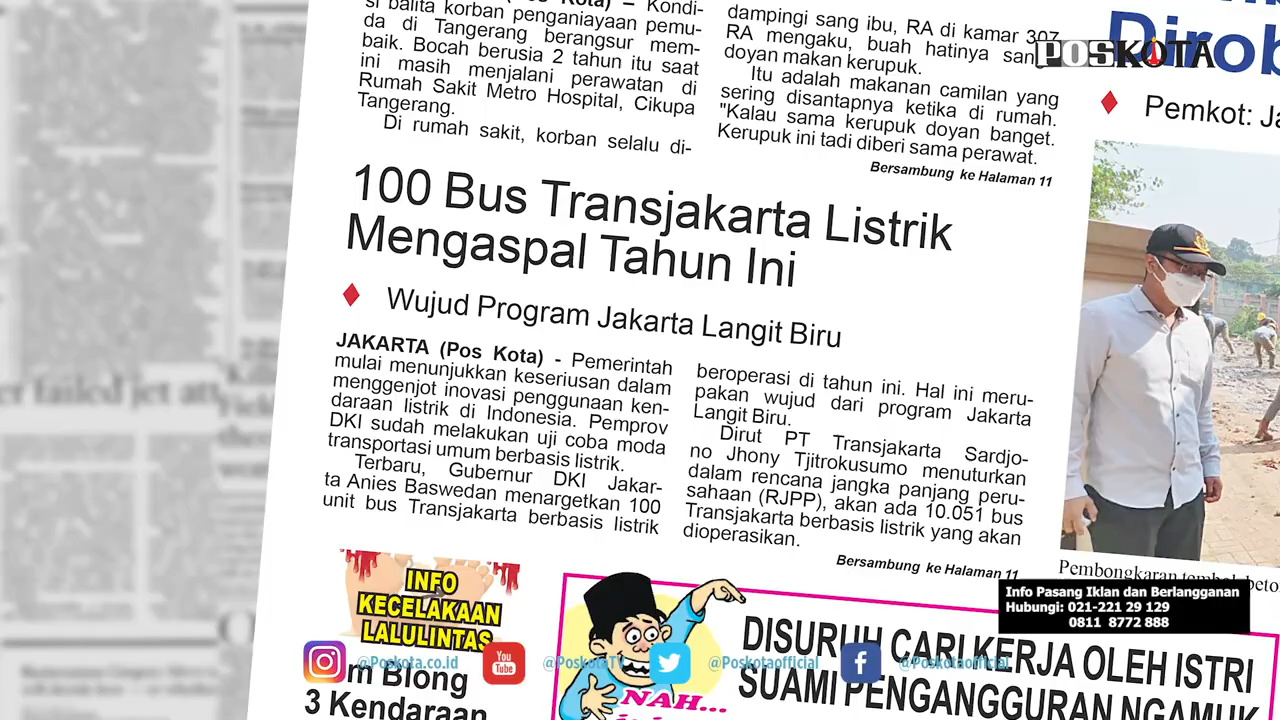 si balita korban penganiayaan pemu-
da di Tangerang berangsur mem-
baik. Bocah berusia 2 tahun itu saat
ini masih menjalani perawatan di
Rumah Sakit Metro Hospital, Cikupa
Tangerang.
Di rumah sakit, korban selalu di-
dampingi sang ibu, RA di kamar 307
RA mengaku, buah hatinya
doyan makan kerupuk.
Itu adalah makanan camilan yang
sering disantapnya ketika di rumah.
"Kalau sama kerupuk doyan banget.
Kerupuk ini tadi diberi sama perawat.
Bersambung ke Halaman 11
100 Bus Transjakarta Listrik
Mengaspal Tahun Ini
Wujud Program Jakarta Langit Biru
JAKARTA (Pos Kota) - Pemerintah
mulai menunjukkan keseriusan dalam
menggenjot inovasi penggunaan ken-
daraan listrik di Indonesia. Pemprov
DKI sudah melakukan uji coba moda
transportasi umum berbasis listrik.
Terbaru, Gubernur DKI Jakar-
ta Anies Baswedan menargetkan 100
unit bus Transjakarta berbasis listrik
beroperasi di tahun ini. Hal ini meru-
pakan wujud dari program Jakarta
Langit Biru.
Dirut PT Transjakarta Sardjo-
no Jhony Tjitrokusumo menuturkan
dalam rencana jangka panjang peru-
sahaan (RJPP), akan ada 10.051 bus
Transjakarta berbasis listrik yang akan
dioperasikan.
Bersambung ke Halaman 11
Dirob
POSKOTA
Pemkot: Ja
Pembongkaran tembok beto
Info Pasang Iklan dan Berlangganan
Hubungi: 021-221 29 129
0811 8772 888
INFO
KECELAKAAN
LALULINTAS
Blong
3 Kendaraan
NAH...
DISURUH CARI KERJA OLEH ISTRI
SUAMI PENGANGGURAN NGAMUK
@Poskota.co.id
You
Tube
@PoskotaTV
@Poskotaofficial
@Poskotaofficial